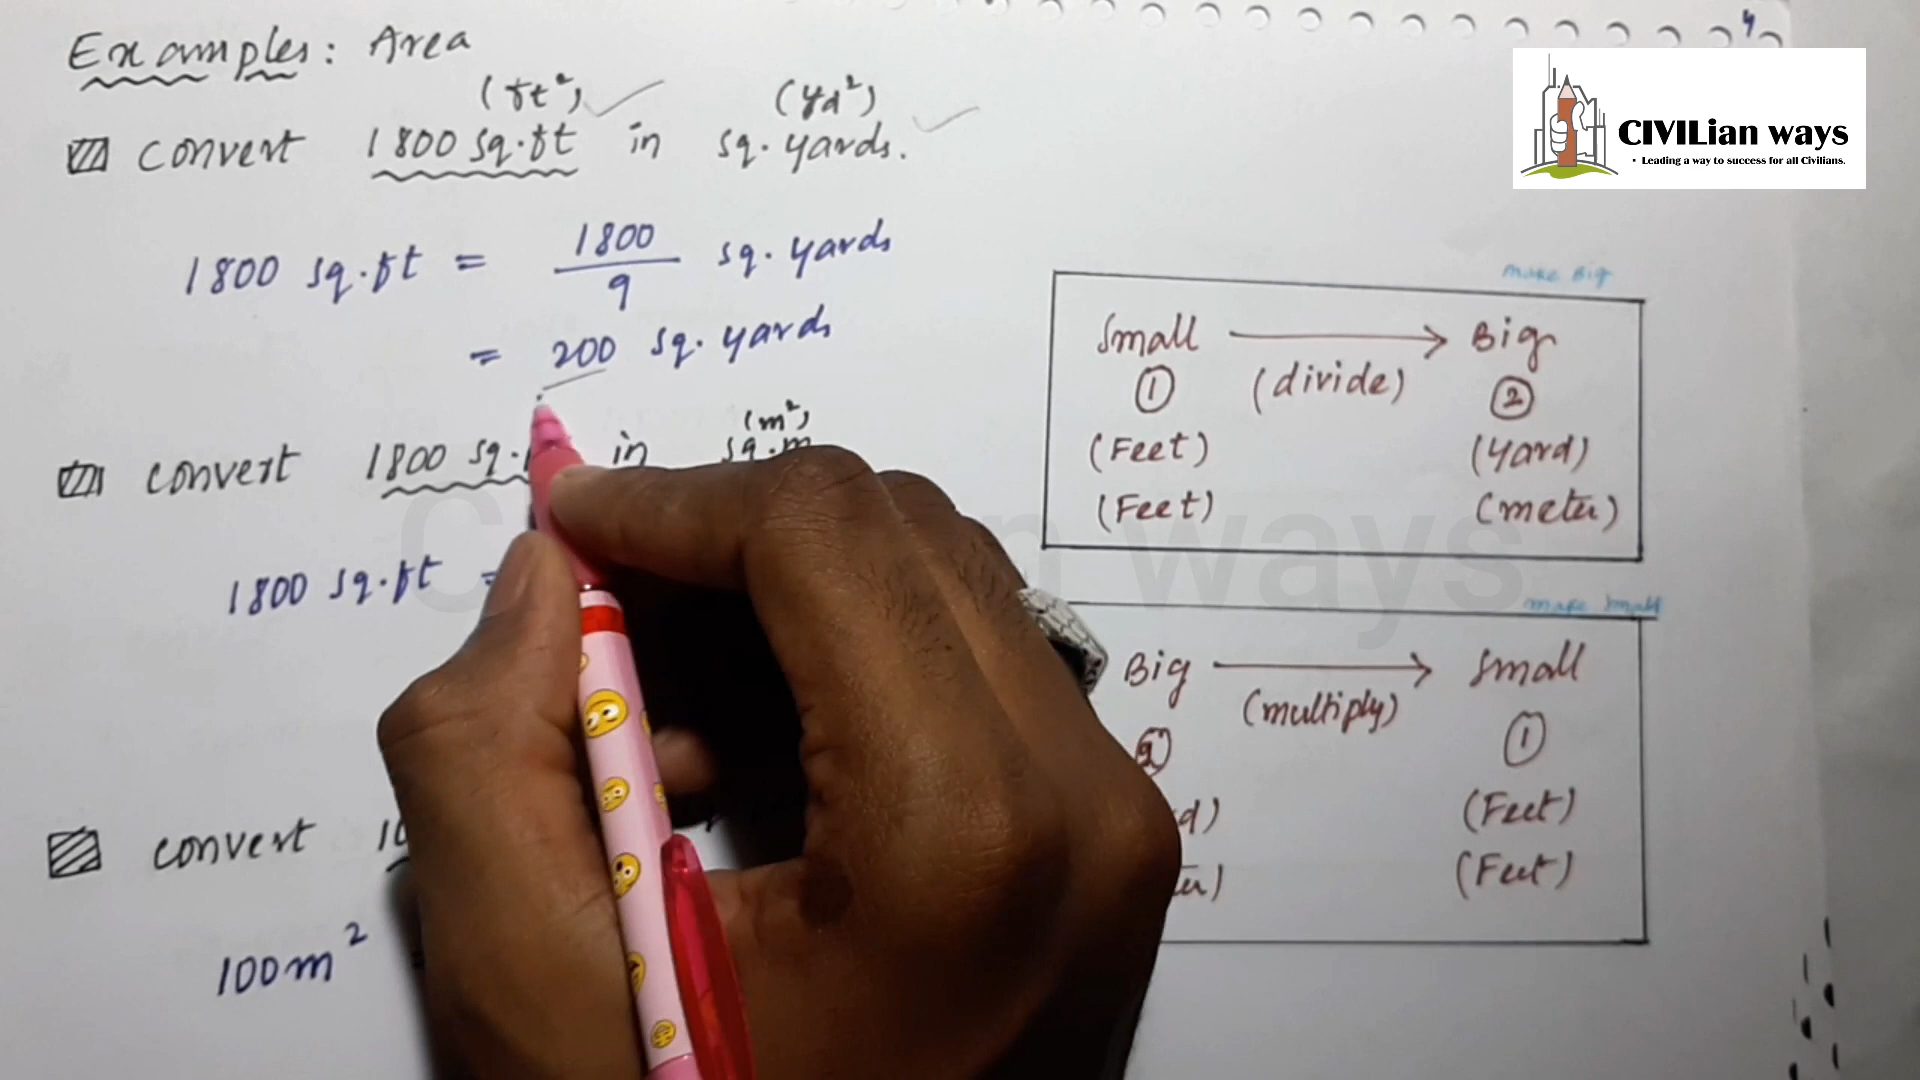 Examples: Area
(ft²) (yd²)
convert 1800 sq.ft in sq.yards.
1800 sq.ft = 1800/9 sq.yards
= 200 sq.yards
(m²)
convert 1800 sq. in sq.m
1800 sq.ft =
convert
100m²
make Big
Small → Big
(divide)
① ②
(Feet) (Yard)
(Feet) (meter)
make small
Big → Small
(multiply)
② ①
(Feet)
(Feet)
4
CIVILian ways
• Leading a way to success for all Civilians.